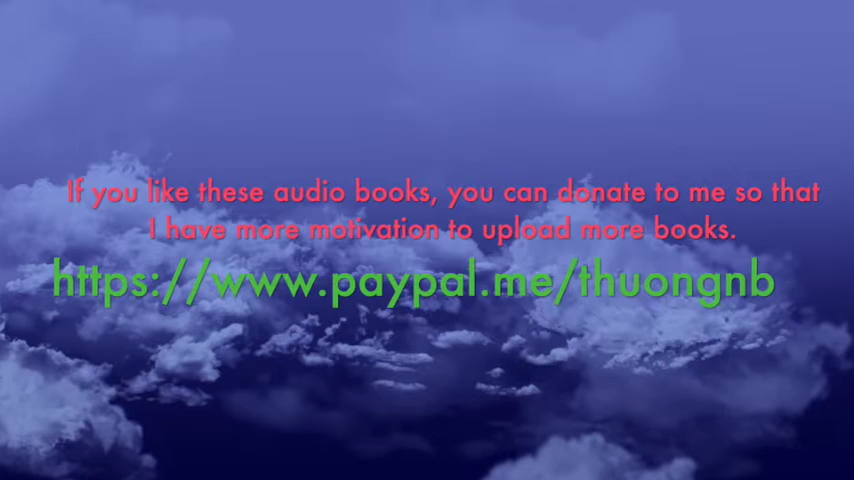 If you like these audio books, you can donate to me so that
I have more motivation to upload more books.
https://www.paypal.me/thuongnb